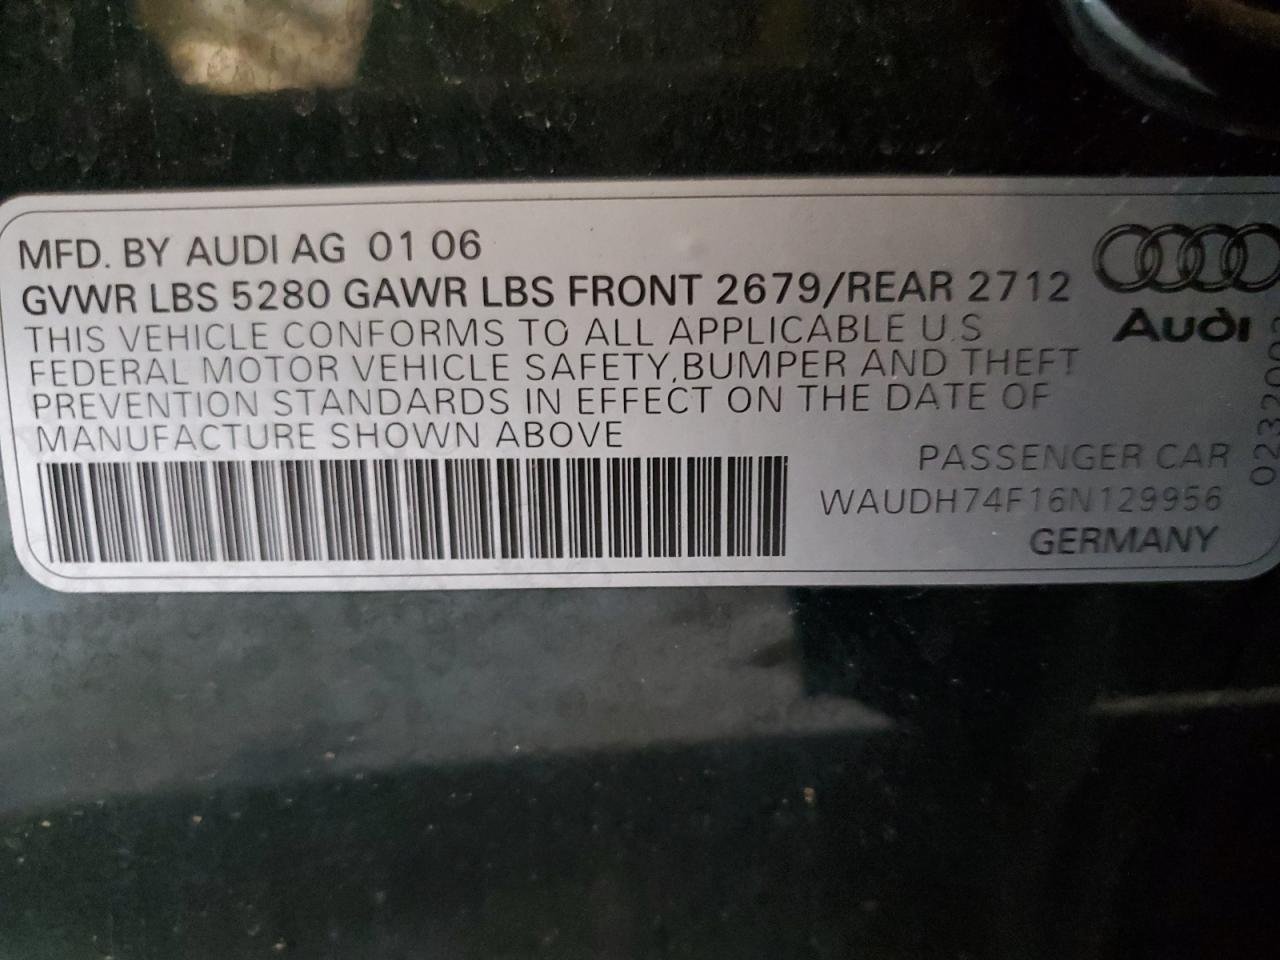 MFD. BY AUDI AG 01 06
GVWR LBS 5280 GAWR LBS FRONT 2679/REAR 2712
THIS VEHICLE CONFORMS TO ALL APPLICABLE U.S
FEDERAL MOTOR VEHICLE SAFETY,BUMPER AND THEFT
PREVENTION STANDARDS IN EFFECT ON THE DATE OF
MANUFACTURE SHOWN ABOVE
Audi
PASSENGER CAR
WAUDH74F16N129956
GERMANY